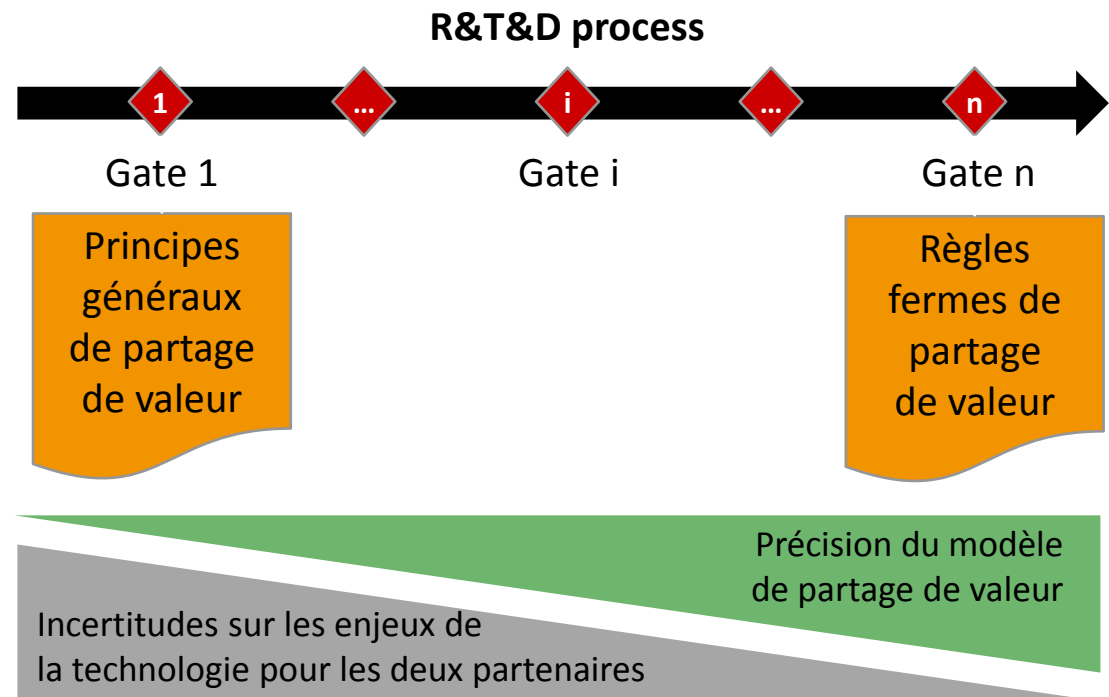 R&T&D process
1
...
i
...
n
Gate 1
Gate i
Gate n
Principes
généraux
de partage
de valeur
Règles
fermes de
partage
de valeur
Précision du modèle
de partage de valeur
Incertitudes sur les enjeux de
la technologie pour les deux partenaires